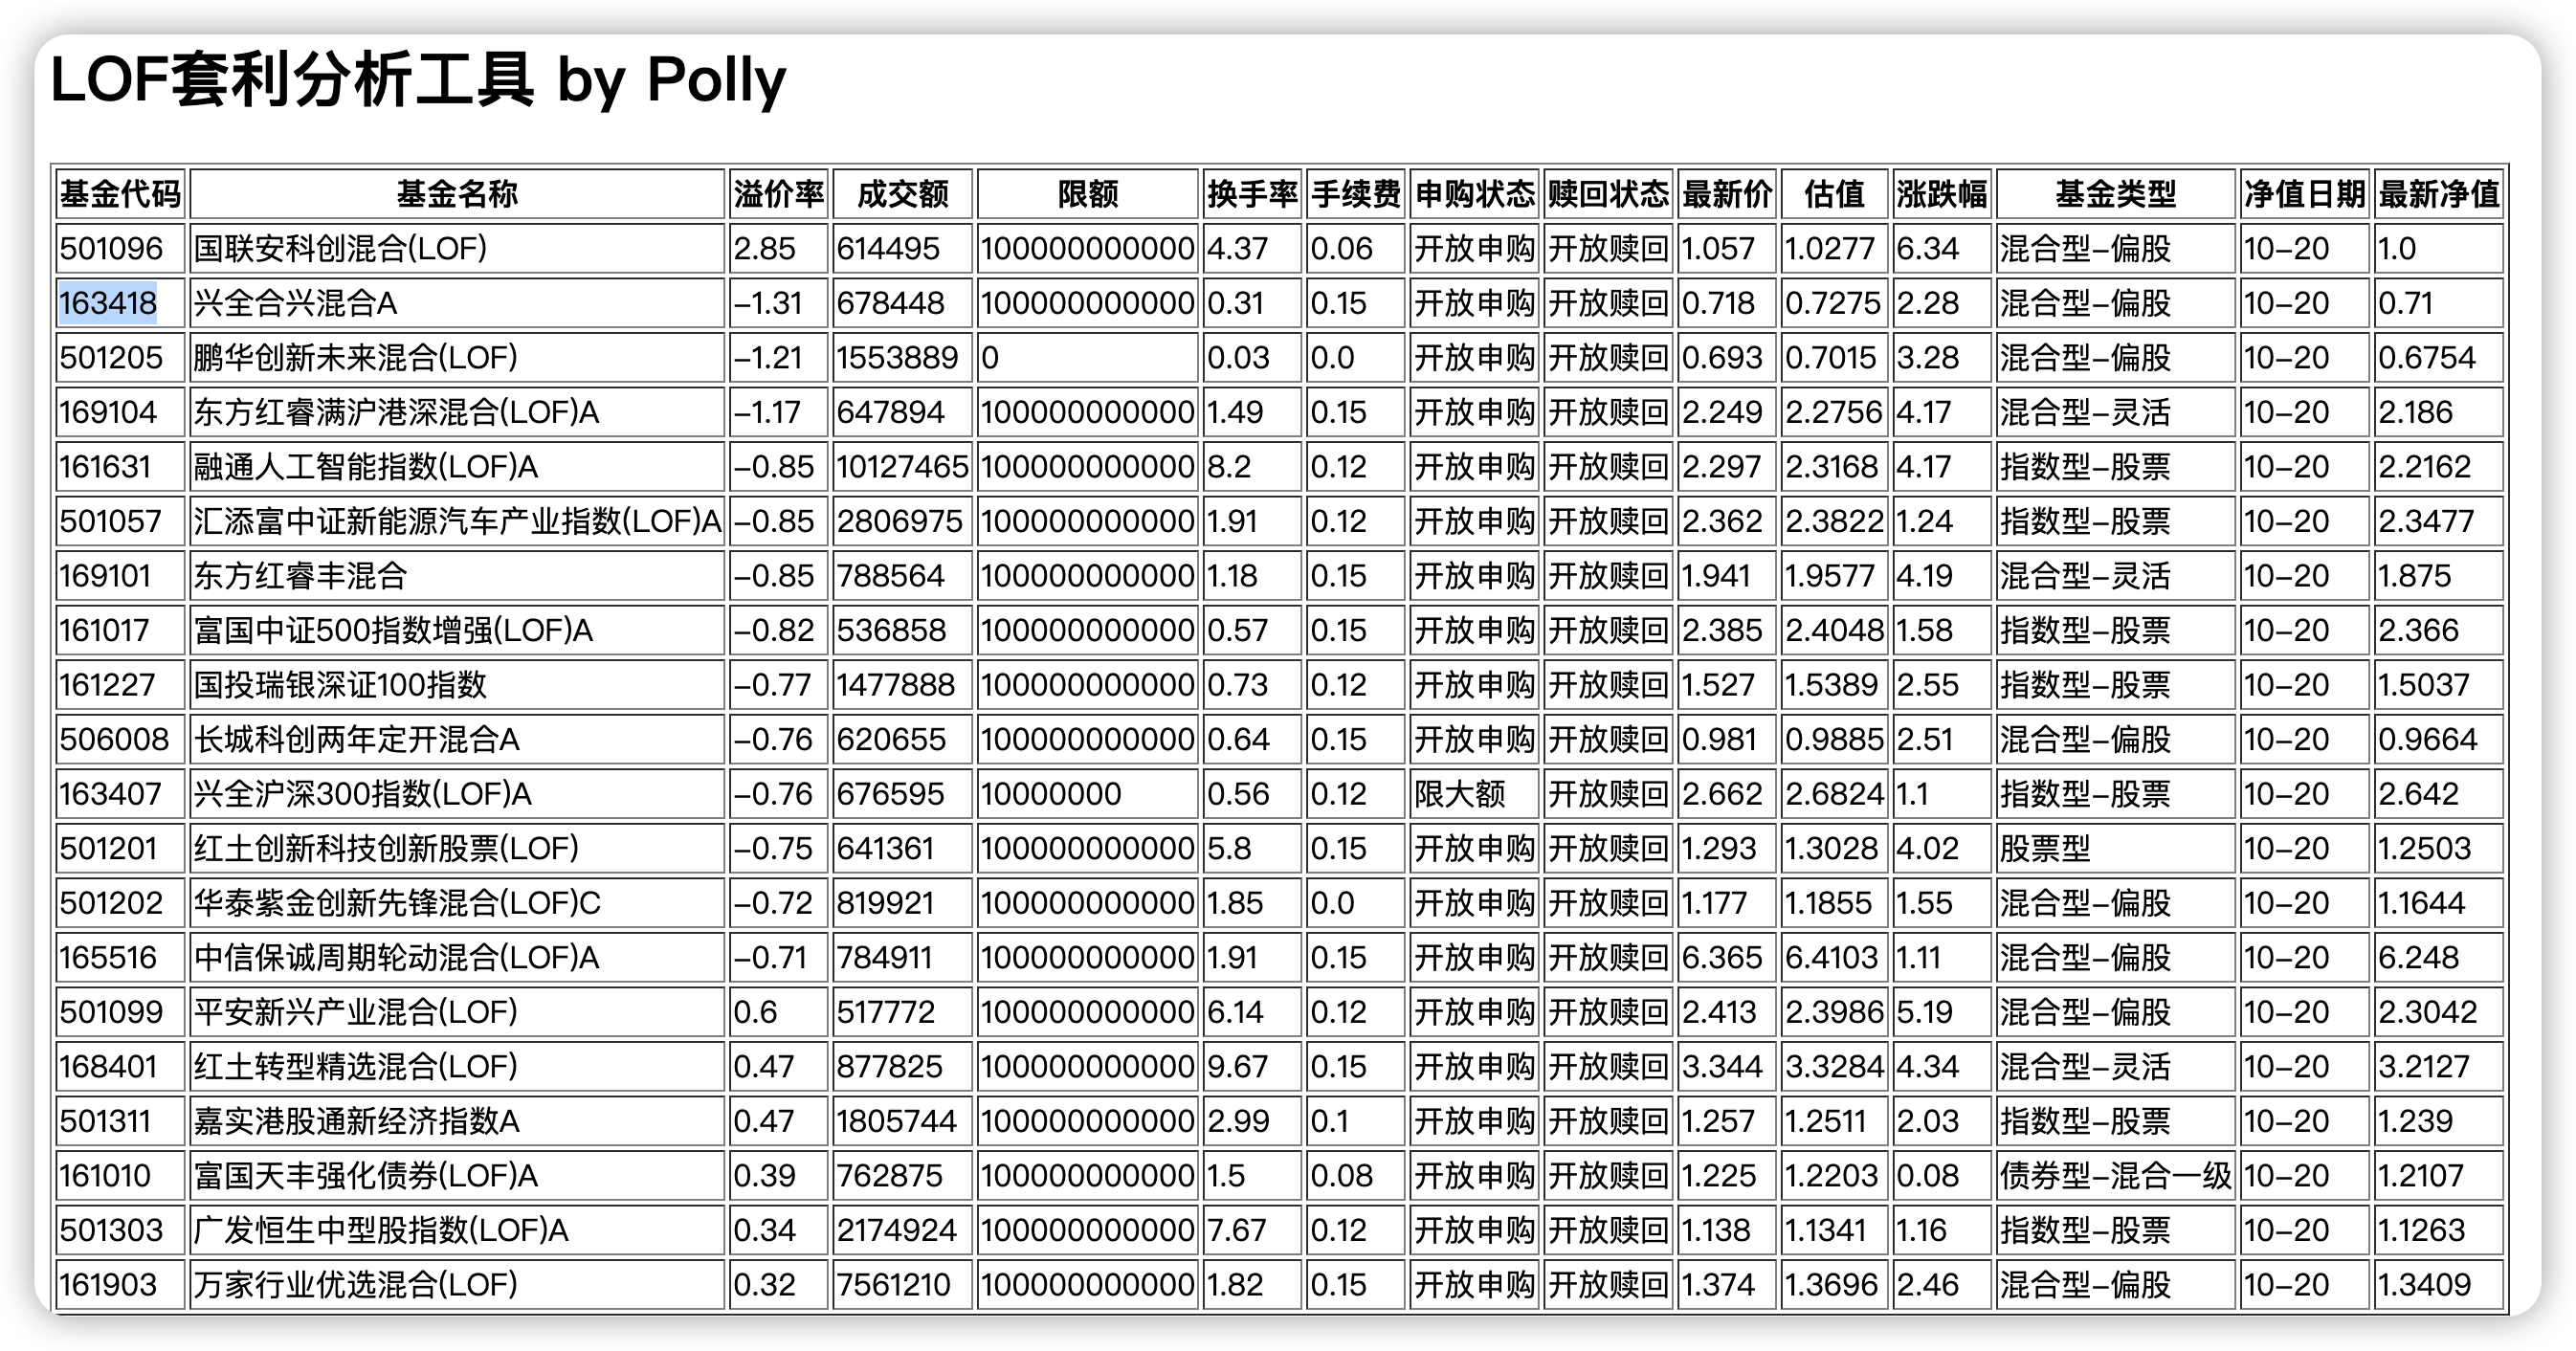 LOF套利分析工具 by Polly
基金代码 基金名称 溢价率 成交额 限额 换手率 手续费 申购状态 赎回状态 最新价 估值 涨跌幅 基金类型 净值日期 最新净值
501096 国联安科创混合(LOF) 2.85 614495 100000000000 4.37 0.06 开放申购 开放赎回 1.057 1.0277 6.34 混合型-偏股 10-20 1.0
163418 兴全合兴混合A -1.31 678448 100000000000 0.31 0.15 开放申购 开放赎回 0.718 0.7275 2.28 混合型-偏股 10-20 0.71
501205 鹏华创新未来混合(LOF) -1.21 1553889 0 0.03 0.0 开放申购 开放赎回 0.693 0.7015 3.28 混合型-偏股 10-20 0.6754
169104 东方红睿满沪港深混合(LOF)A -1.17 647894 100000000000 1.49 0.15 开放申购 开放赎回 2.249 2.2756 4.17 混合型-灵活 10-20 2.186
161631 融通人工智能指数(LOF)A -0.85 10127465 100000000000 8.2 0.12 开放申购 开放赎回 2.297 2.3168 4.17 指数型-股票 10-20 2.2162
501057 汇添富中证新能源汽车产业指数(LOF)A -0.85 2806975 100000000000 1.91 0.12 开放申购 开放赎回 2.362 2.3822 1.24 指数型-股票 10-20 2.3477
169101 东方红睿丰混合 -0.85 788564 100000000000 1.18 0.15 开放申购 开放赎回 1.941 1.9577 4.19 混合型-灵活 10-20 1.875
161017 富国中证500指数增强(LOF)A -0.82 536858 100000000000 0.57 0.15 开放申购 开放赎回 2.385 2.4048 1.58 指数型-股票 10-20 2.366
161227 国投瑞银深证100指数 -0.77 1477888 100000000000 0.73 0.12 开放申购 开放赎回 1.527 1.5389 2.55 指数型-股票 10-20 1.5037
506008 长城科创两年定开混合A -0.76 620655 100000000000 0.64 0.15 开放申购 开放赎回 0.981 0.9885 2.51 混合型-偏股 10-20 0.9664
163407 兴全沪深300指数(LOF)A -0.76 676595 10000000 0.56 0.12 限大额 开放赎回 2.662 2.6824 1.1 指数型-股票 10-20 2.642
501201 红土创新科技创新股票(LOF) -0.75 641361 100000000000 5.8 0.15 开放申购 开放赎回 1.293 1.3028 4.02 股票型 10-20 1.2503
501202 华泰紫金创新先锋混合(LOF)C -0.72 819921 100000000000 1.85 0.0 开放申购 开放赎回 1.177 1.1855 1.55 混合型-偏股 10-20 1.1644
165516 中信保诚周期轮动混合(LOF)A -0.71 784911 100000000000 1.91 0.15 开放申购 开放赎回 6.365 6.4103 1.11 混合型-偏股 10-20 6.248
501099 平安新兴产业混合(LOF) 0.6 517772 100000000000 6.14 0.12 开放申购 开放赎回 2.413 2.3986 5.19 混合型-偏股 10-20 2.3042
168401 红土转型精选混合(LOF) 0.47 877825 100000000000 9.67 0.15 开放申购 开放赎回 3.344 3.3284 4.34 混合型-灵活 10-20 3.2127
501311 嘉实港股通新经济指数A 0.47 1805744 100000000000 2.99 0.1 开放申购 开放赎回 1.257 1.2511 2.03 指数型-股票 10-20 1.239
161010 富国天丰强化债券(LOF)A 0.39 762875 100000000000 1.5 0.08 开放申购 开放赎回 1.225 1.2203 0.08 债券型-混合一级 10-20 1.2107
501303 广发恒生中型股指数(LOF)A 0.34 2174924 100000000000 7.67 0.12 开放申购 开放赎回 1.138 1.1341 1.16 指数型-股票 10-20 1.1263
161903 万家行业优选混合(LOF) 0.32 7561210 100000000000 1.82 0.15 开放申购 开放赎回 1.374 1.3696 2.46 混合型-偏股 10-20 1.3409